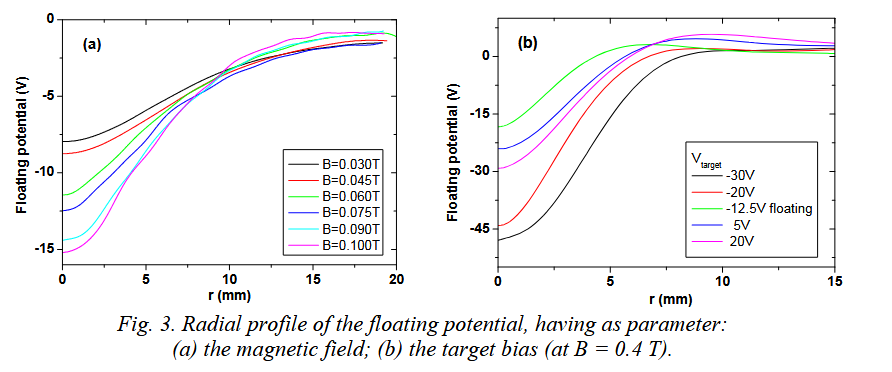 (a)
Floating potential (V)
0
-5
-10
-15
0
5
10
15
20
r (mm)
B=0.030T
B=0.045T
B=0.060T
B=0.075T
B=0.090T
B=0.100T
(b)
Floating potential (V)
0
-15
-30
-45
0
5
10
15
r (mm)
Vtarget
-30V
-20V
-12.5V floating
5V
20V
Fig. 3. Radial profile of the floating potential, having as parameter:
(a) the magnetic field; (b) the target bias (at B = 0.4 T).